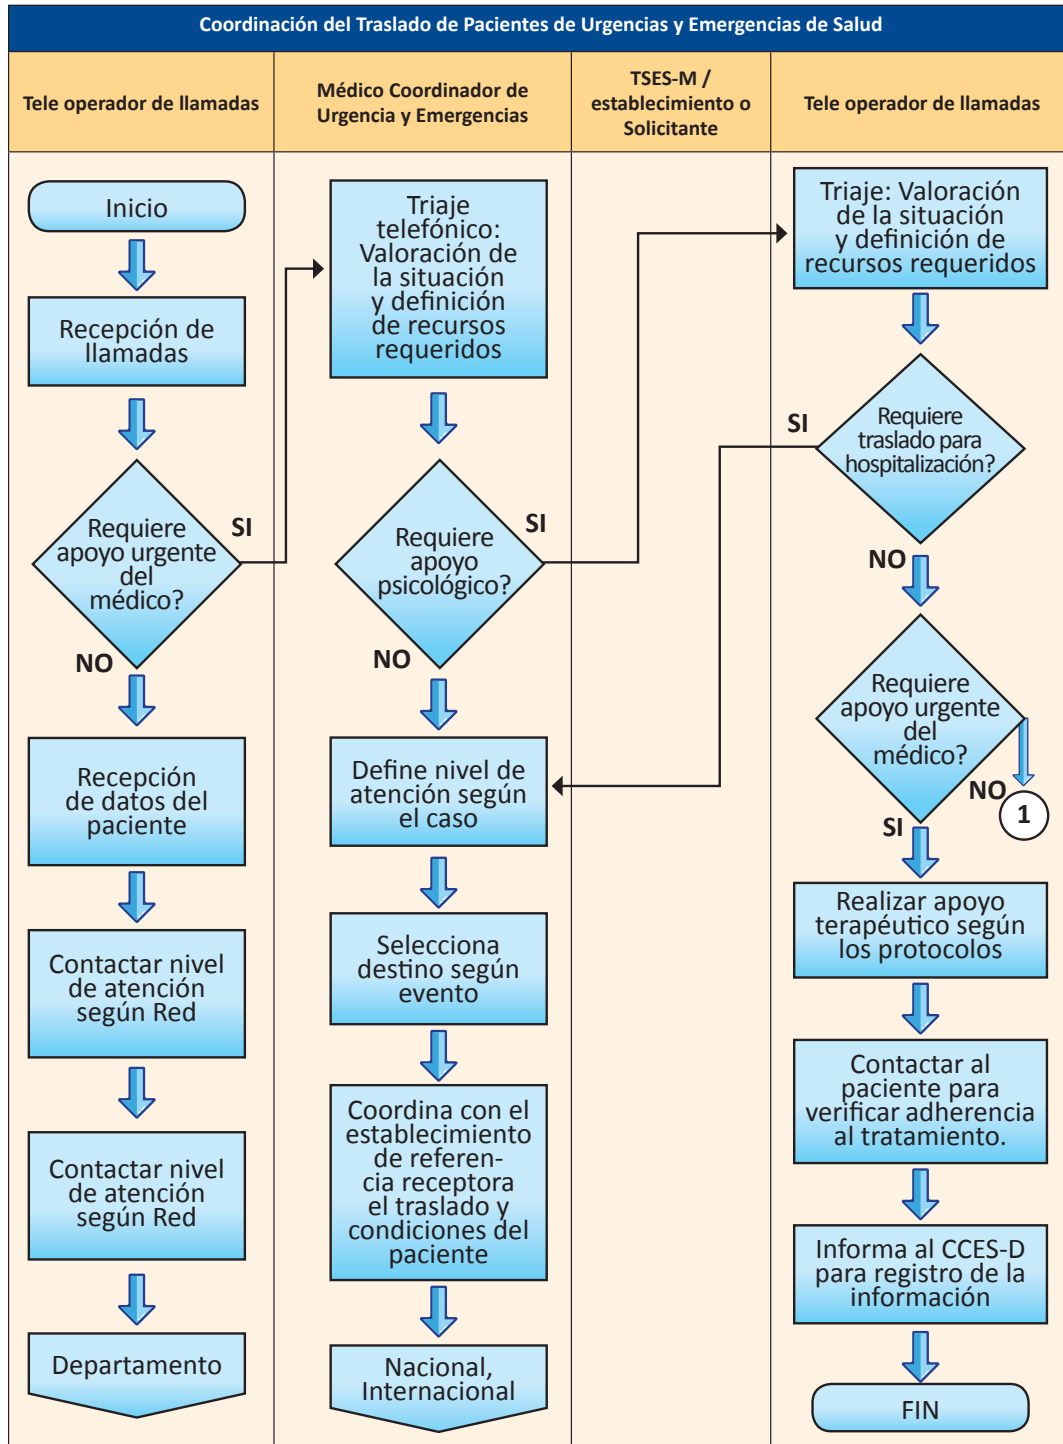 Coordinación del Traslado de Pacientes de Urgencias y Emergencias de Salud
Tele operador de llamadas
Médico Coordinador de
Urgencia y Emergencias
TSES-M /
establecimiento o
Solicitante
Tele operador de llamadas
Inicio
Recepción de
llamadas
Requiere
apoyo urgente
del
médico?
SI
NO
Recepción
de datos del
paciente
Contactar nivel
de atención
según Red
Contactar nivel
de atención
según Red
Departamento
Triaje
telefónico:
Valoración de
la situación
y definición
de recursos
requeridos
Requiere
apoyo
psicológico?
SI
NO
Define nivel de
atención según
el caso
Selecciona
destino según
evento
Coordina con el
establecimiento
de referen-
cia receptora
el traslado y
condiciones del
paciente
Nacional,
Internacional
Triaje: Valoración
de la situación
y definición de
recursos requeridos
Requiere
traslado para
hospitalización?
SI
NO
Requiere
apoyo urgente
del
médico?
NO
1
SI
Realizar apoyo
terapéutico según
los protocolos
Contactar al
paciente para
verificar adherencia
al tratamiento.
Informa al CCES-D
para registro de la
información
FIN